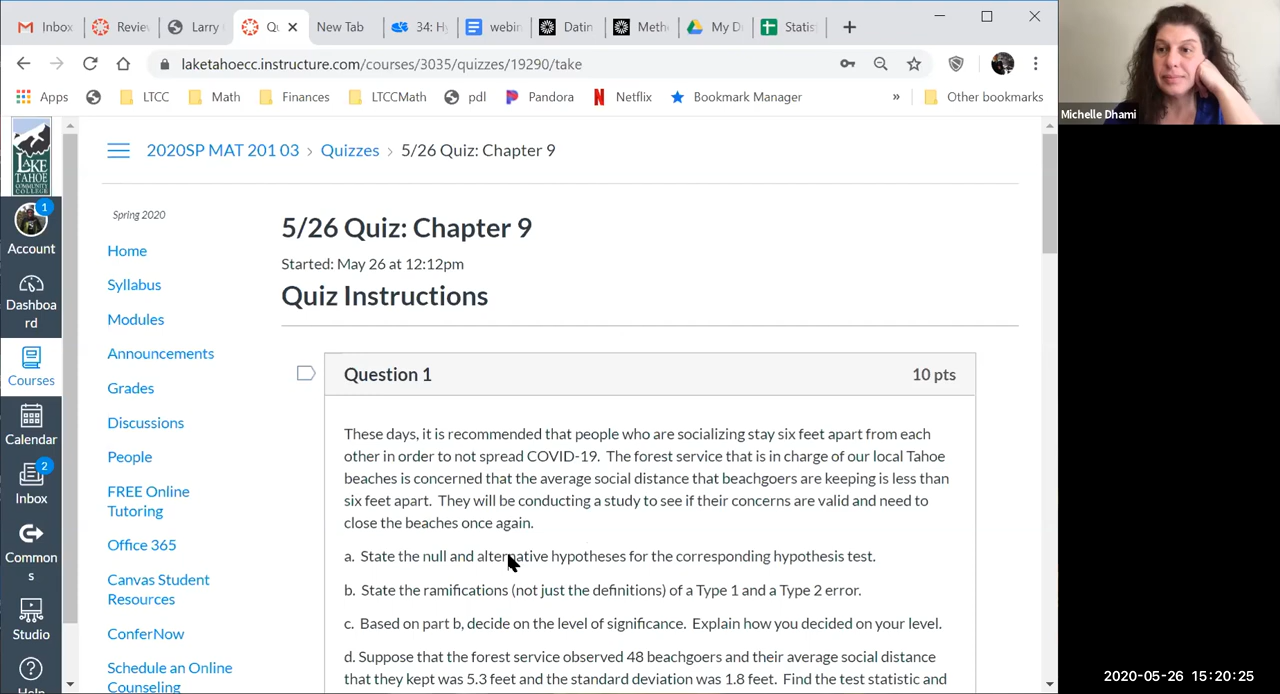 Inbox
Review
Larry
Qu
New Tab
34: Hy
webin
Datin
Meth
My D
Statis
laketahoecc.instructure.com/courses/3035/quizzes/19290/take
Apps
LTCC
Math
Finances
LTCCMath
pdl
Pandora
Netflix
Bookmark Manager
»
Other bookmarks
Michelle Dhami
LAKE
TAHOE
COMMUNITY
COLLEGE
2020SP MAT 201 03 › Quizzes › 5/26 Quiz: Chapter 9
1
Account
Dashboa
rd
Courses
Calendar
2
Inbox
Common
s
Studio
Help
Spring 2020
Home
Syllabus
Modules
Announcements
Grades
Discussions
People
FREE Online
Tutoring
Office 365
Canvas Student
Resources
ConferNow
Schedule an Online
Counseling
5/26 Quiz: Chapter 9
Started: May 26 at 12:12pm
Quiz Instructions
Question 1 10 pts
These days, it is recommended that people who are socializing stay six feet apart from each
other in order to not spread COVID-19. The forest service that is in charge of our local Tahoe
beaches is concerned that the average social distance that beachgoers are keeping is less than
six feet apart. They will be conducting a study to see if their concerns are valid and need to
close the beaches once again.
a. State the null and alternative hypotheses for the corresponding hypothesis test.
b. State the ramifications (not just the definitions) of a Type 1 and a Type 2 error.
c. Based on part b, decide on the level of significance. Explain how you decided on your level.
d. Suppose that the forest service observed 48 beachgoers and their average social distance
that they kept was 5.3 feet and the standard deviation was 1.8 feet. Find the test statistic and
2020-05-26 15:20:25